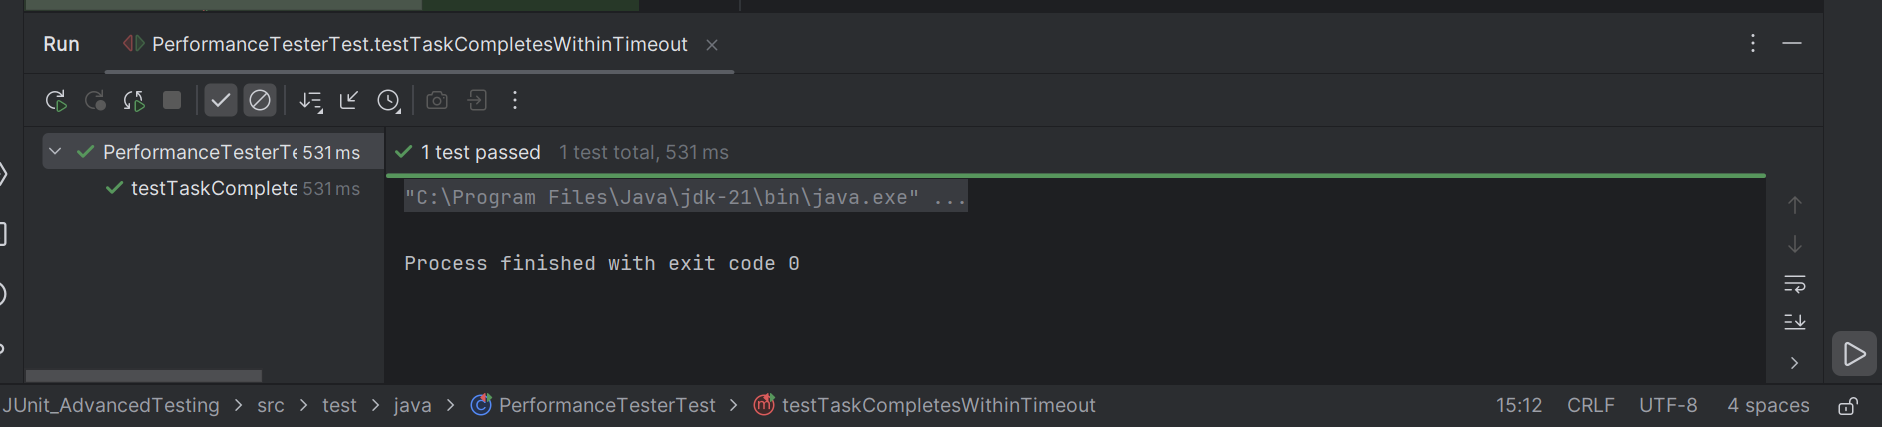 Run PerformanceTesterTest.testTaskCompletesWithinTimeout
PerformanceTesterTe 531 ms
testTaskComplete 531 ms
1 test passed 1 test total, 531 ms
"C:\Program Files\Java\jdk-21\bin\java.exe" ...
Process finished with exit code 0
JUnit_AdvancedTesting > src > test > java > PerformanceTesterTest > testTaskCompletesWithinTimeout 15:12 CRLF UTF-8 4 spaces